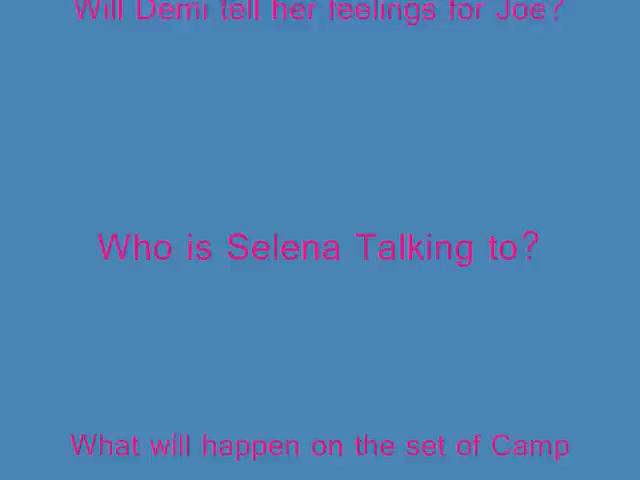 Will Demi tell her feelings for Joe?
Who is Selena Talking to?
What will happen on the set of Camp